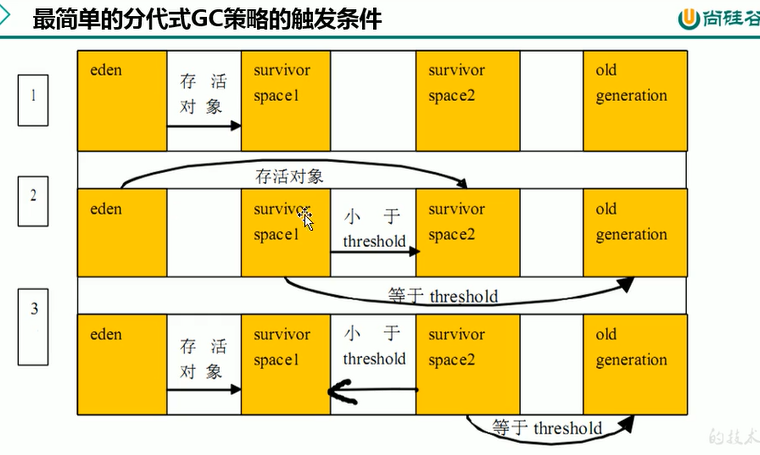 最简单的分代式GC策略的触发条件
尚硅谷
1
eden
存 活
对 象
survivor
space1
survivor
space2
old
generation
存活对象
2
eden
survivor
space1
小 于
threshold
survivor
space2
old
generation
等于 threshold
3
eden
存 活
对 象
survivor
space1
小 于
threshold
survivor
space2
old
generation
等于 threshold
的技术